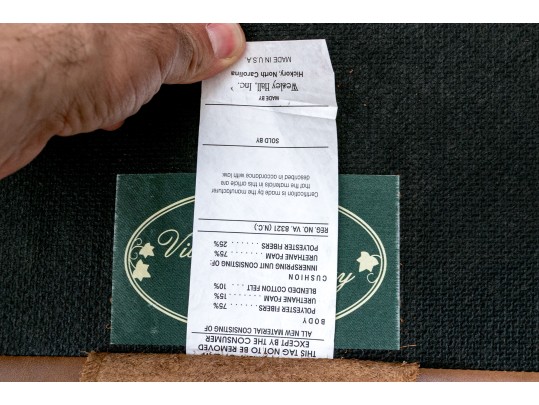 THIS TAG NOT TO BE REMOVED
EXCEPT BY THE CONSUMER
ALL NEW MATERIAL CONSISTING OF
BODY
POLYESTER FIBERS ...... 75%
URETHANE FOAM ........ 15%
BLENDED COTTON FELT 10%
CUSHION
INNERSPRING UNIT CONSISTING OF:
URETHANE FOAM ........ 75%
POLYESTER FIBERS ...... 25%
REG. NO. VA. 8321 (N.C.)
Certification is made by the manufacturer
that the materials in this article are
described in accordance with low.
SOLD BY
MADE BY
Wesley Hall, Inc.
Hickory, North Carolina
MADE IN U.S.A